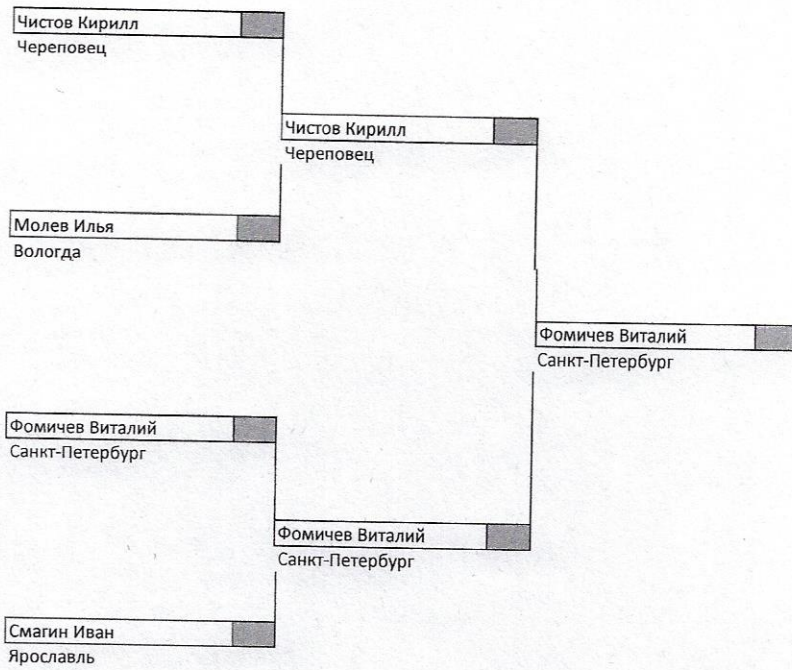 Чистов Кирилл
Череповец
Чистов Кирилл
Череповец
Молев Илья
Вологда
Фомичев Виталий
Санкт-Петербург
Фомичев Виталий
Санкт-Петербург
Фомичев Виталий
Санкт-Петербург
Смагин Иван
Ярославль